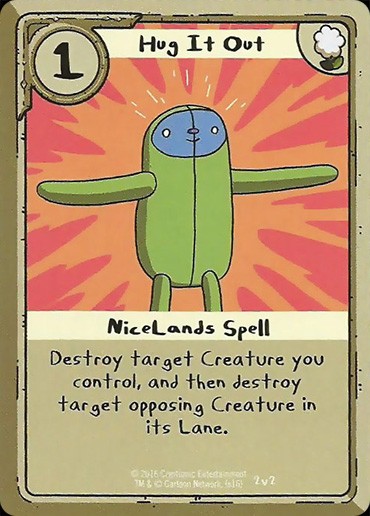 1
Hug It Out
NiceLands Spell
Destroy target Creature you
control, and then destroy
target opposing Creature in
its Lane.
© 2016 Cryptozoic Entertainment
TM & © Cartoon Network. (s16)
2v2